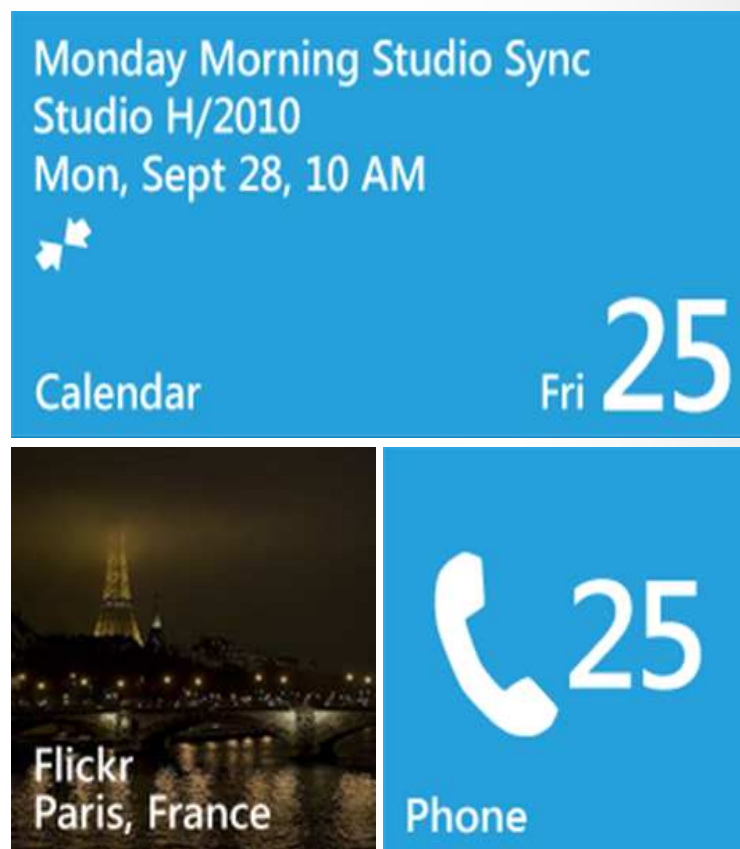 Monday Morning Studio Sync
Studio H/2010
Mon, Sept 28, 10 AM
Calendar
Fri 25
Flickr
Paris, France
25
Phone